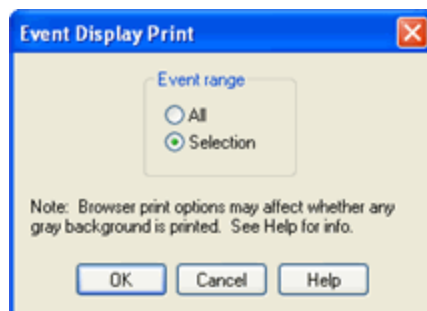 Event Display Print
Event range
All
Selection
Note: Browser print options may affect whether any
gray background is printed. See Help for info.
OK Cancel Help